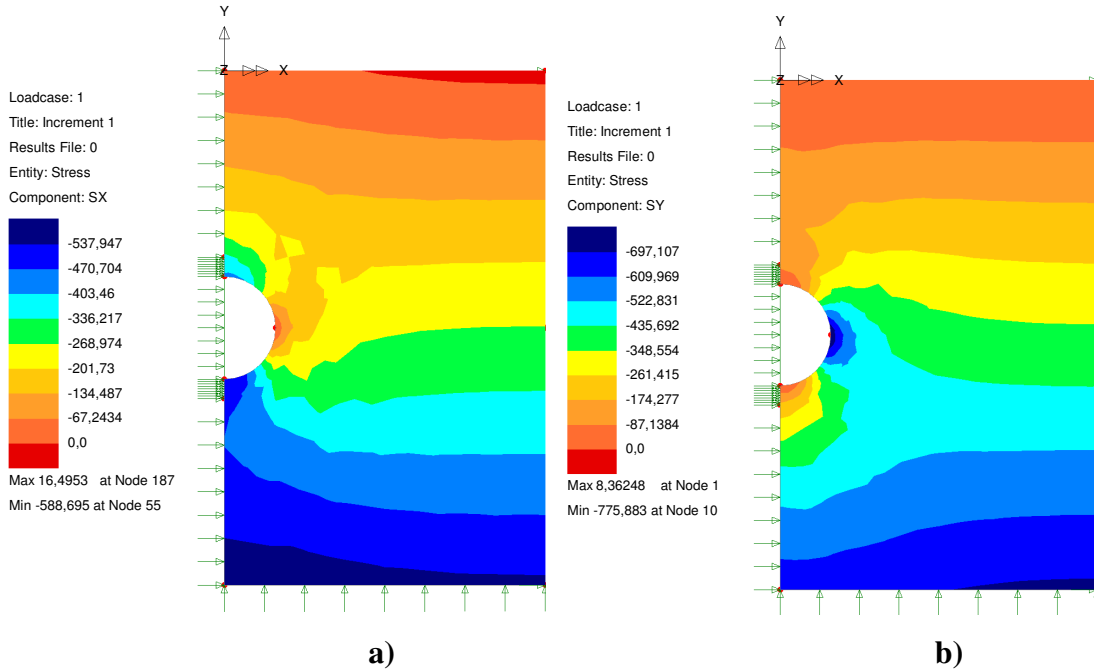 Y
Z X
Loadcase: 1
Title: Increment 1
Results File: 0
Entity: Stress
Component: SX
-537,947
-470,704
-403,46
-336,217
-268,974
-201,73
-134,487
-67,2434
0,0
Max 16,4953 at Node 187
Min -588,695 at Node 55
a)
Y
Z X
Loadcase: 1
Title: Increment 1
Results File: 0
Entity: Stress
Component: SY
-697,107
-609,969
-522,831
-435,692
-348,554
-261,415
-174,277
-87,1384
0,0
Max 8,36248 at Node 1
Min -775,883 at Node 10
b)